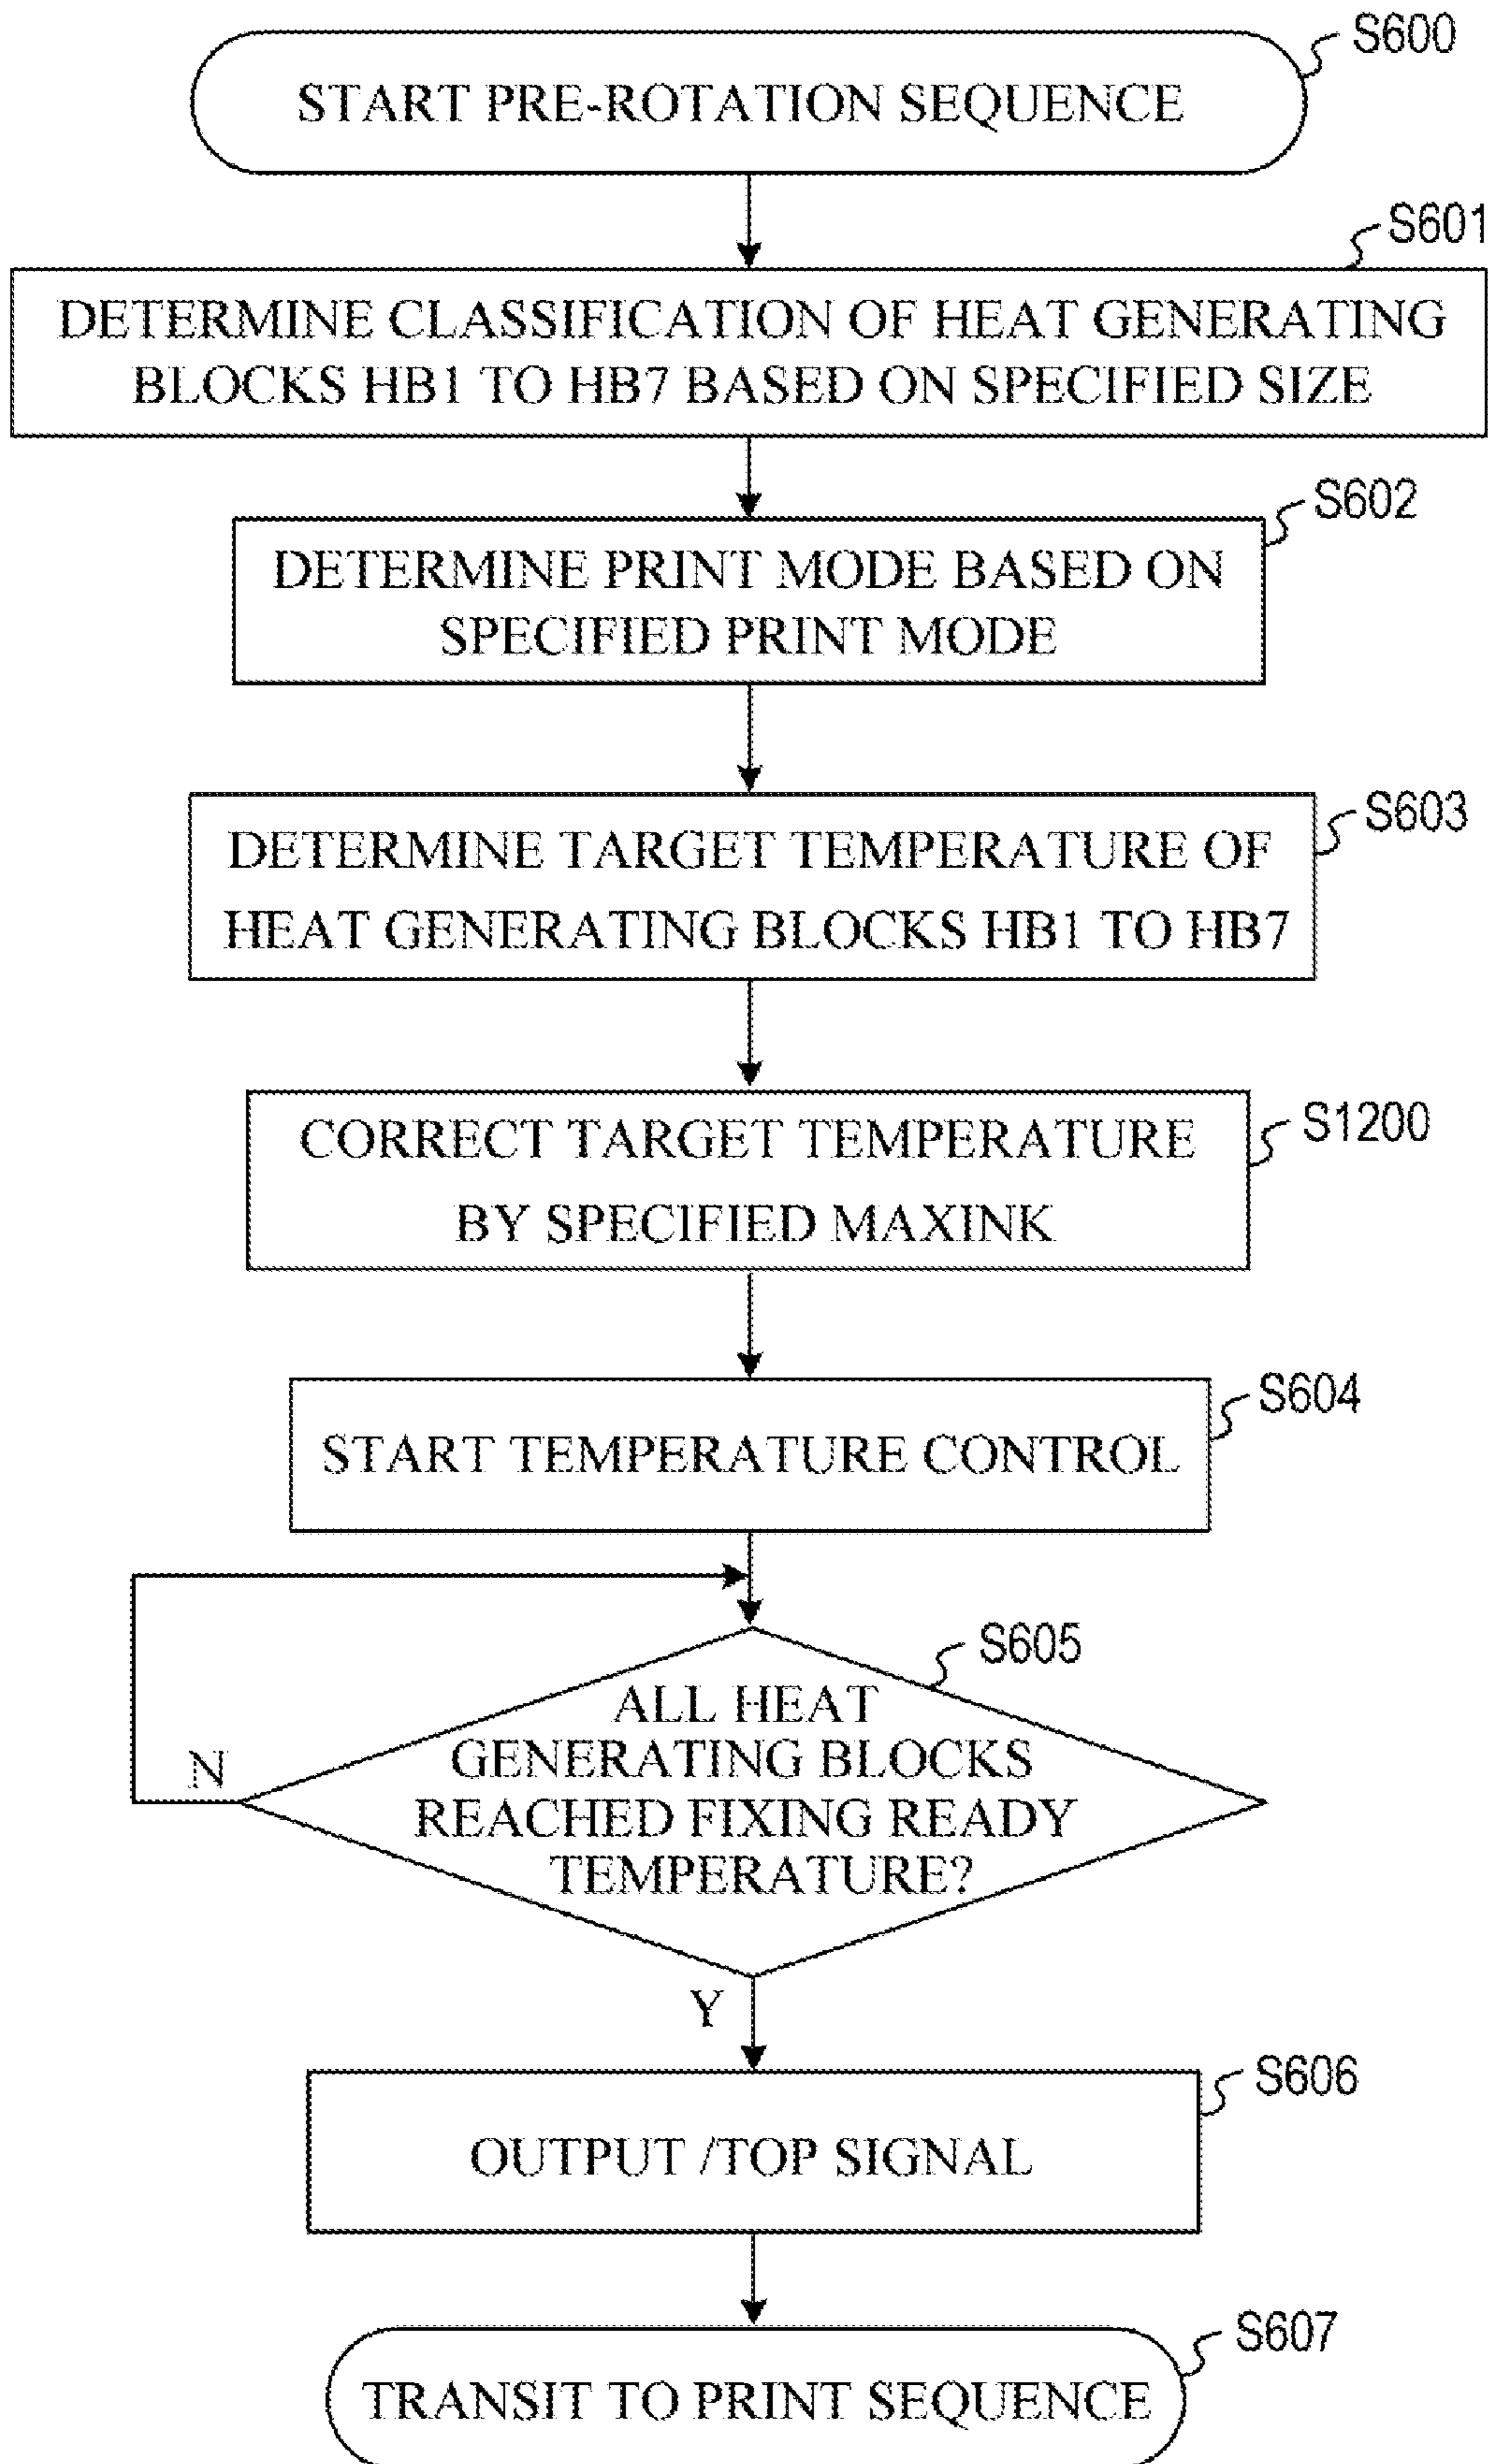 S600
START PRE-ROTATION SEQUENCE
S601
DETERMINE CLASSIFICATION OF HEAT GENERATING
BLOCKS HB1 TO HB7 BASED ON SPECIFIED SIZE
S602
DETERMINE PRINT MODE BASED ON
SPECIFIED PRINT MODE
S603
DETERMINE TARGET TEMPERATURE OF
HEAT GENERATING BLOCKS HB1 TO HB7
S1200
CORRECT TARGET TEMPERATURE
BY SPECIFIED MAXINK
S604
START TEMPERATURE CONTROL
S605
ALL HEAT
GENERATING BLOCKS
REACHED FIXING READY
TEMPERATURE?
N
Y
S606
OUTPUT /TOP SIGNAL
S607
TRANSIT TO PRINT SEQUENCE